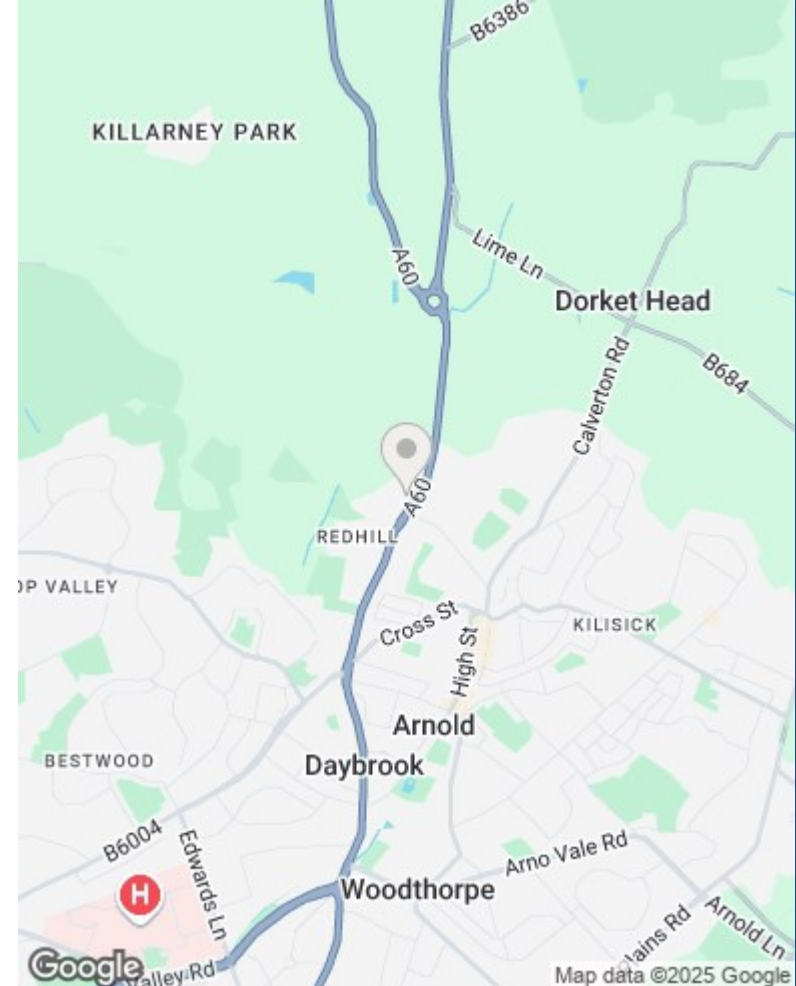 B6386
KILLARNEY PARK
Lime Ln
A60
Dorket Head
B684
Calverton Rd
A60
REDHILL
OP VALLEY
Cross St
KILISICK
High St
Arnold
BESTWOOD
Daybrook
B6004
Edwards Ln
Arno Vale Rd
H
Woodthorpe
Plains Rd
Arnold Ln
Google
Valley Rd
Map data ©2025 Google